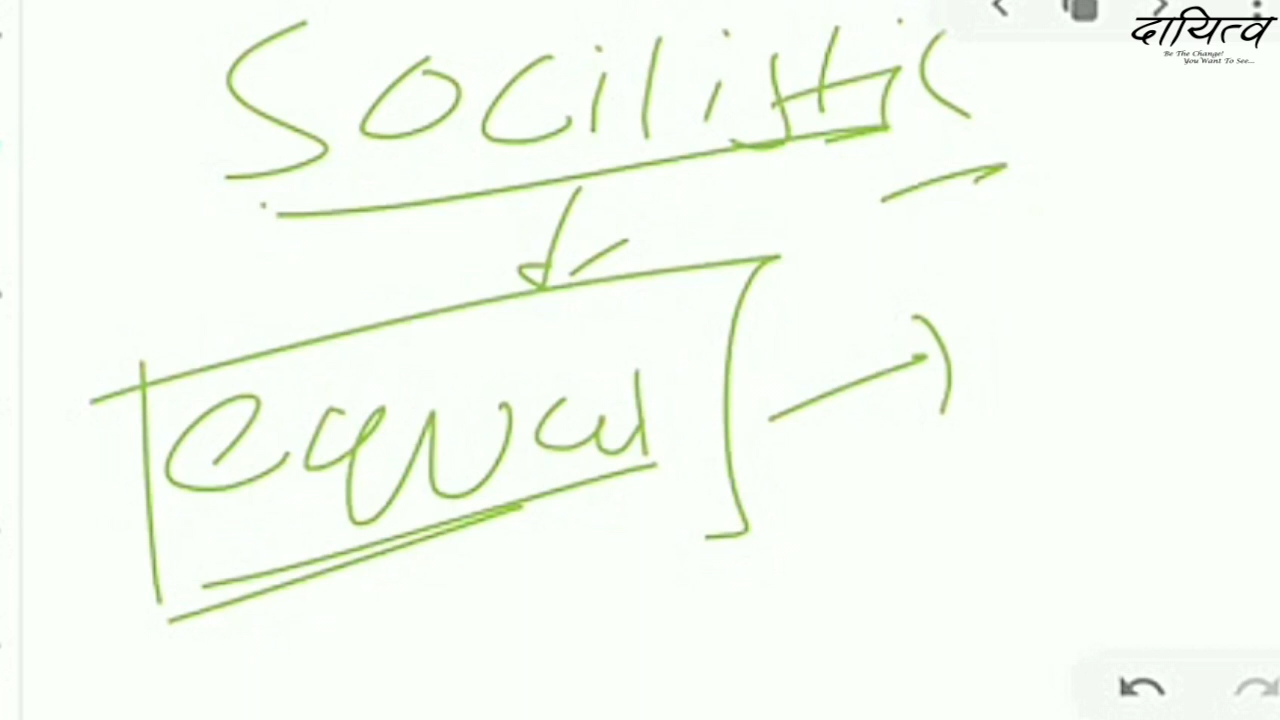 दायित्व
Be The Change!
You Want To See...
Socilistic
equal